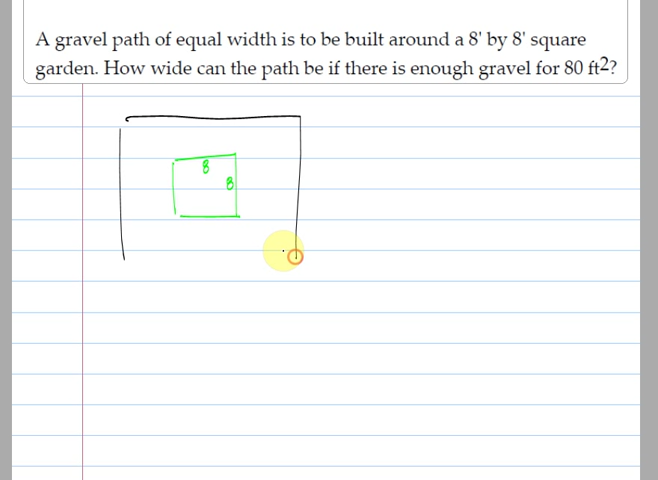 A gravel path of equal width is to be built around a 8' by 8' square
garden. How wide can the path be if there is enough gravel for 80 ft2?
8
8